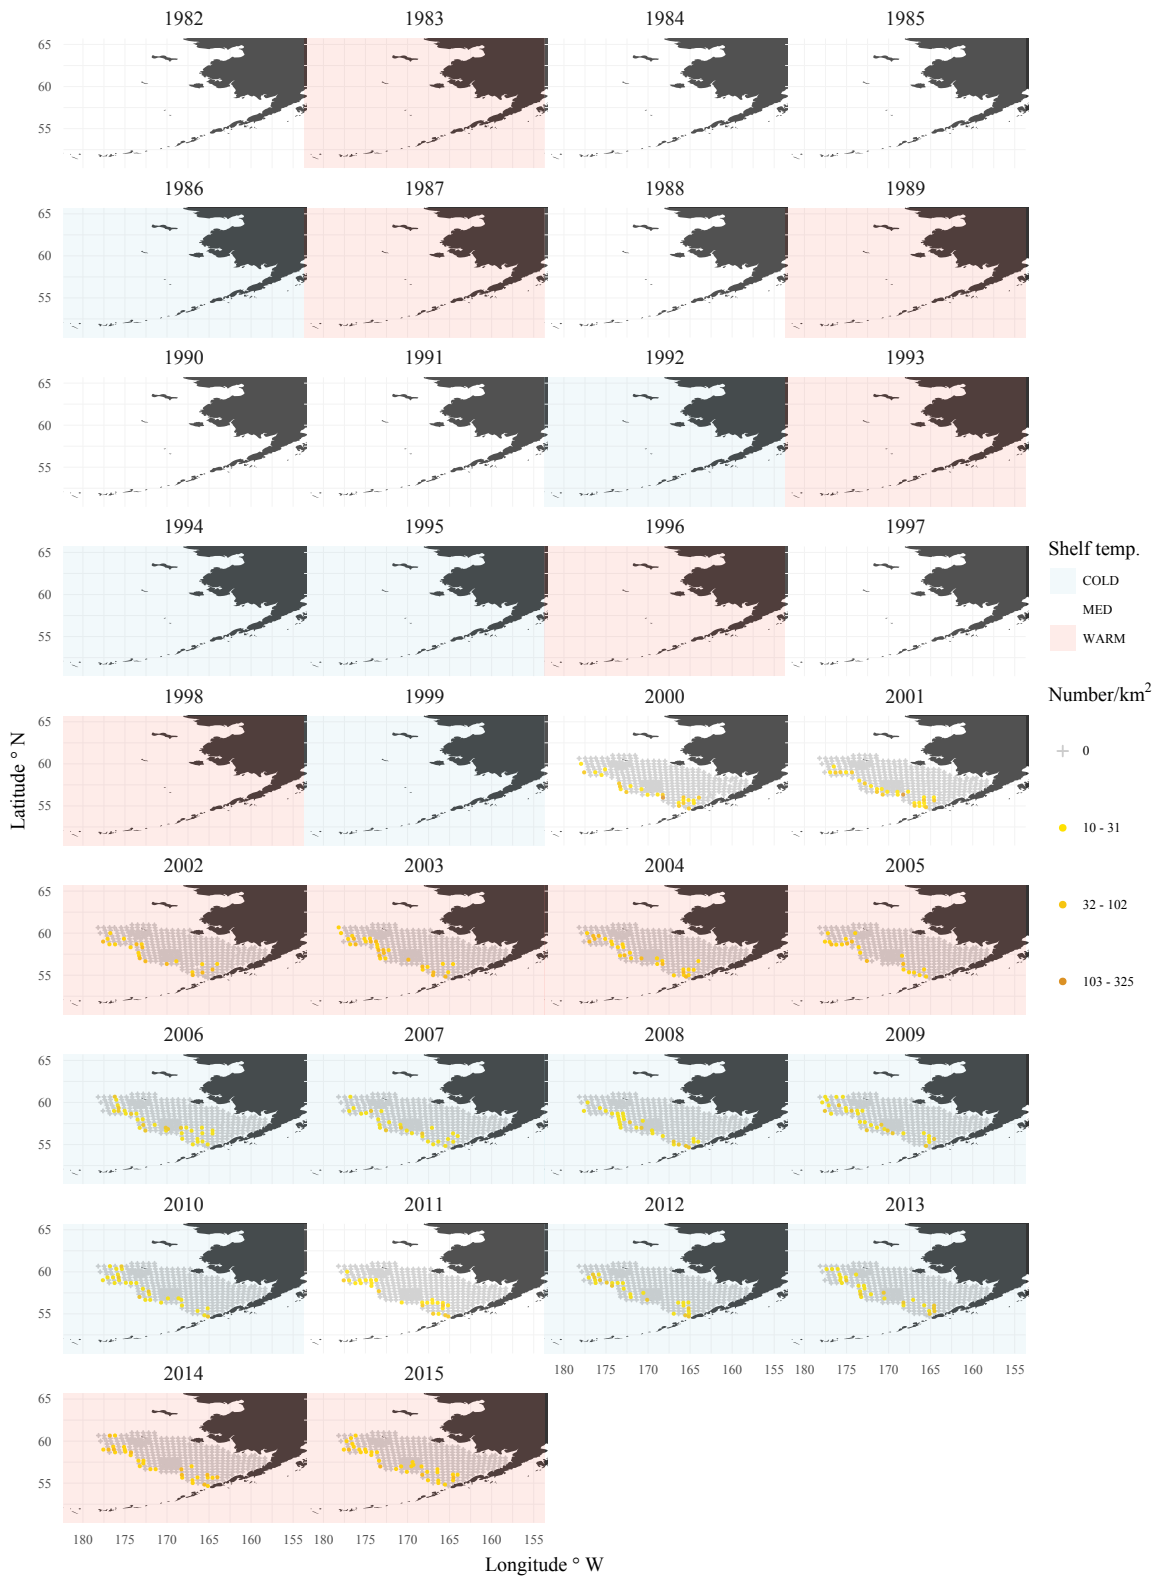 1982 1983 1984 1985
65
60
55
1986 1987 1988 1989
65
60
55
1990 1991 1992 1993
65
60
55
1994 1995 1996 1997
65
60
55
Shelf temp.
COLD
MED
WARM
1998 1999 2000 2001
65
60
55
Number/km²
0
10 - 31
32 - 102
103 - 325
Latitude ° N
2002 2003 2004 2005
65
60
55
2006 2007 2008 2009
65
60
55
2010 2011 2012 2013
65
60
55
180 175 170 165 160 155 180 175 170 165 160 155
2014 2015
65
60
55
180 175 170 165 160 155 180 175 170 165 160 155
Longitude ° W